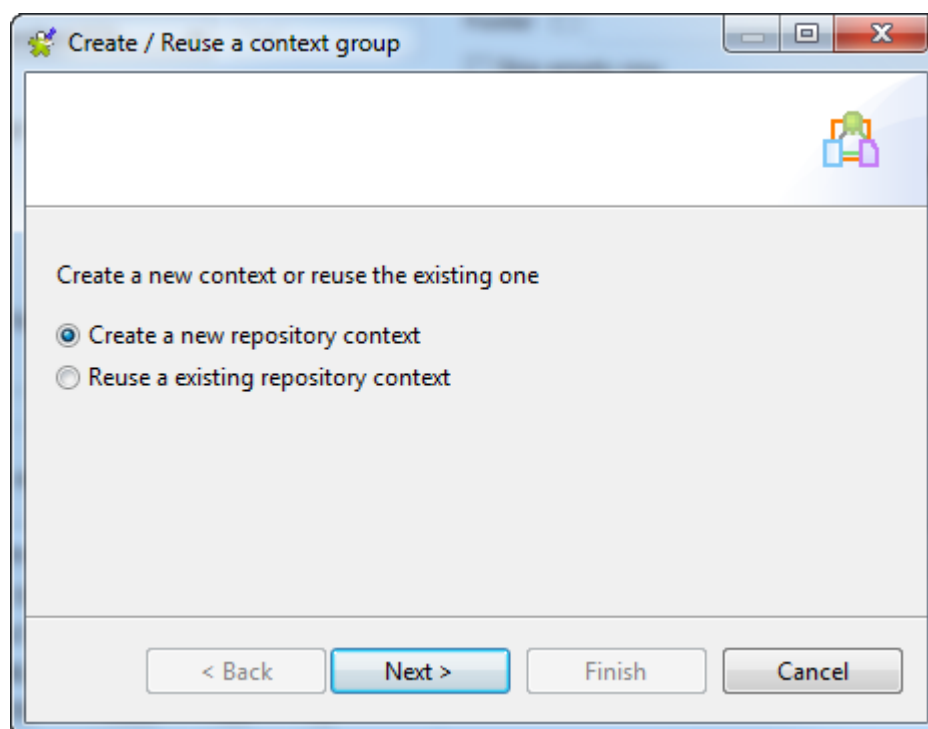 Create / Reuse a context group
Create a new context or reuse the existing one
Create a new repository context
Reuse a existing repository context
< Back Next > Finish Cancel